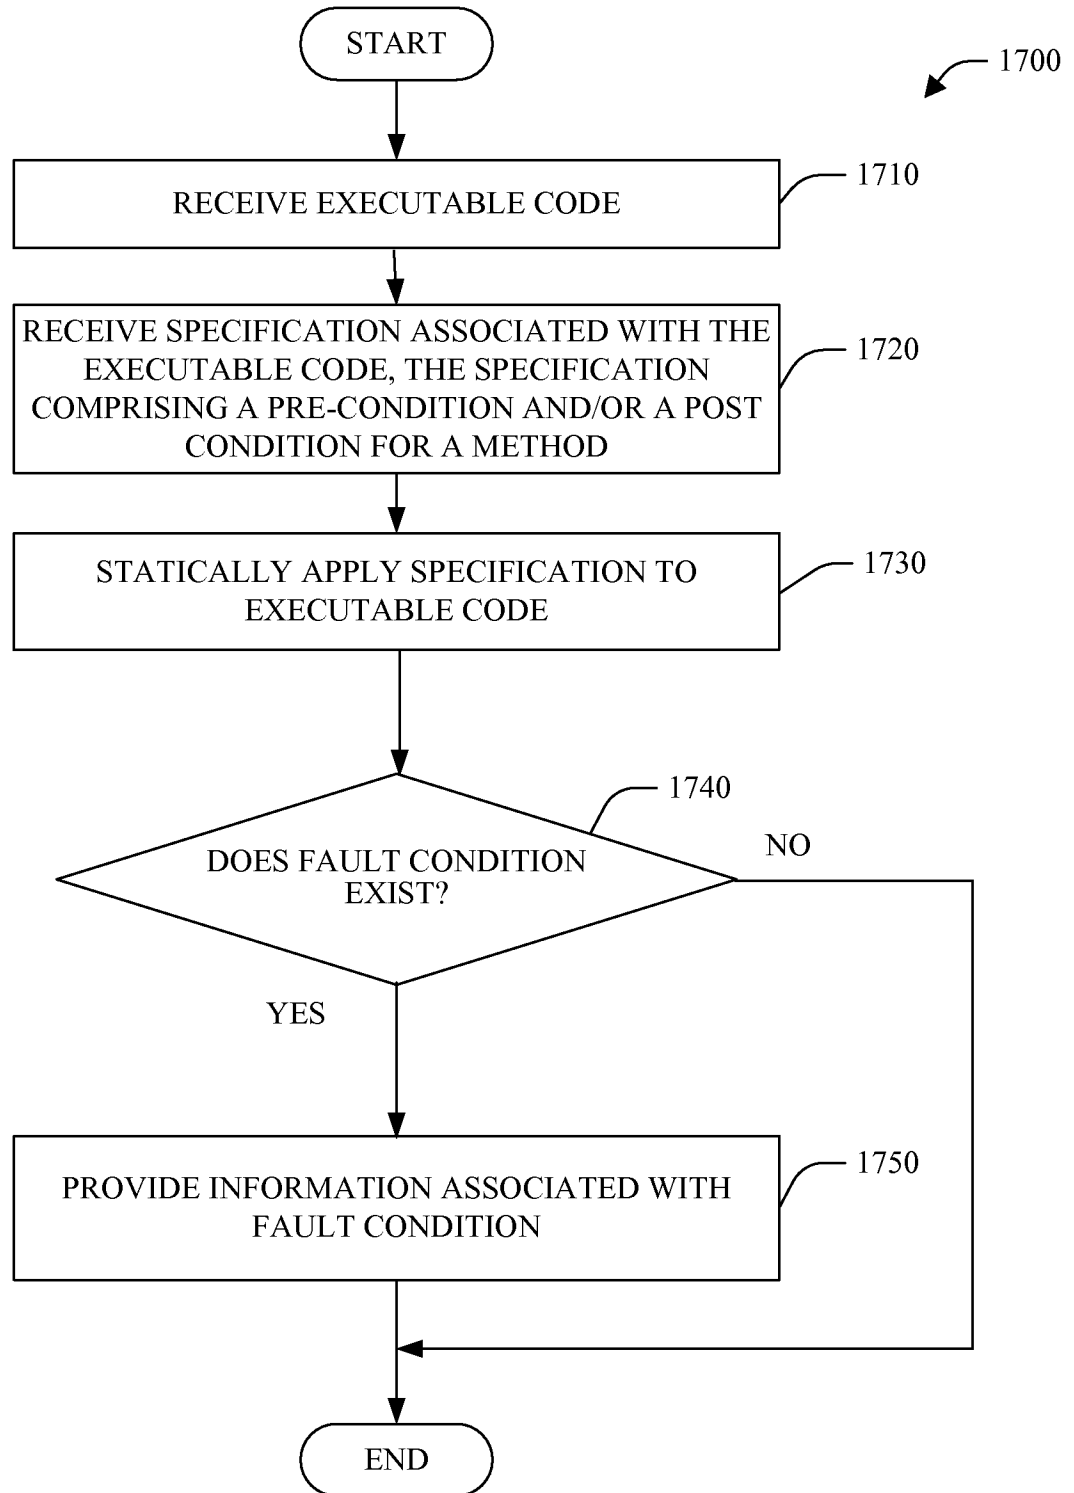 START
1700
RECEIVE EXECUTABLE CODE
1710
RECEIVE SPECIFICATION ASSOCIATED WITH THE
EXECUTABLE CODE, THE SPECIFICATION
COMPRISING A PRE-CONDITION AND/OR A POST
CONDITION FOR A METHOD
1720
STATICALLY APPLY SPECIFICATION TO
EXECUTABLE CODE
1730
DOES FAULT CONDITION
EXIST?
1740
NO
YES
PROVIDE INFORMATION ASSOCIATED WITH
FAULT CONDITION
1750
END